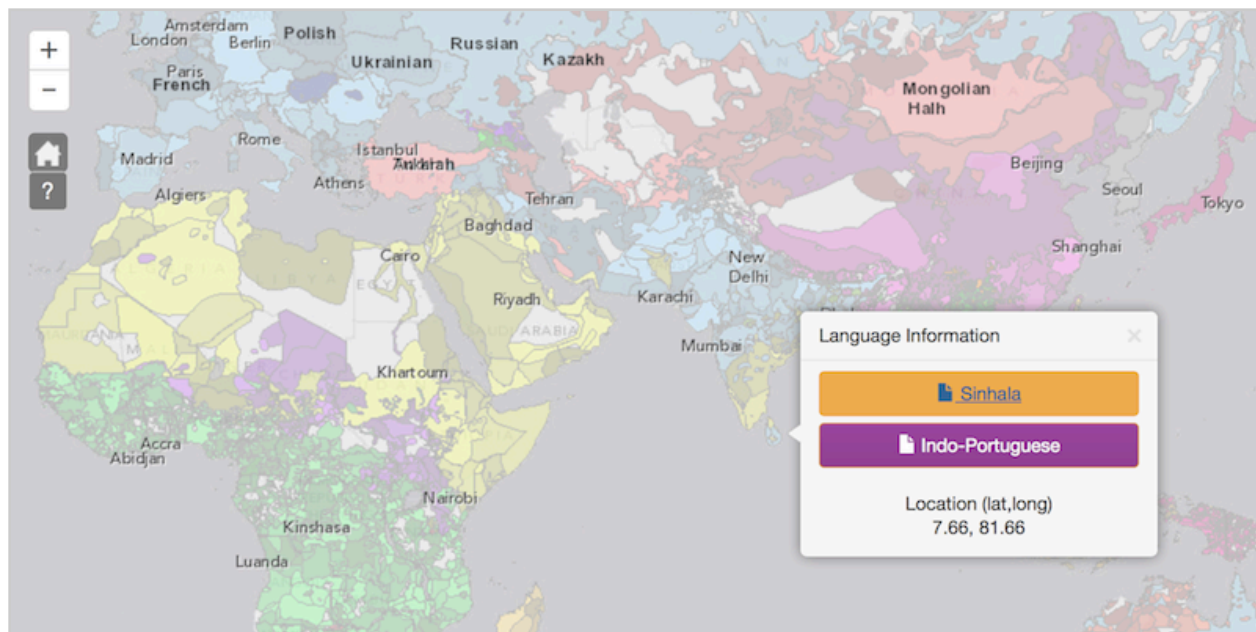 Amsterdam
London
Berlin
Polish
Russian
Ukrainian
Kazakh
Paris
French
Mongolian
Halh
Rome
Madrid
Istanbul
Athens
Algiers
Tehran
Beijing
Seoul
Tokyo
Baghdad
Cairo
Shanghai
New
Delhi
Riyadh
Karachi
SAUDI ARABIA
Mumbai
Khartoum
Accra
Abidjan
Nairobi
Kinshasa
Luanda
+
−
?
Language Information ×
Sinhala
Indo-Portuguese
Location (lat,long)
7.66, 81.66